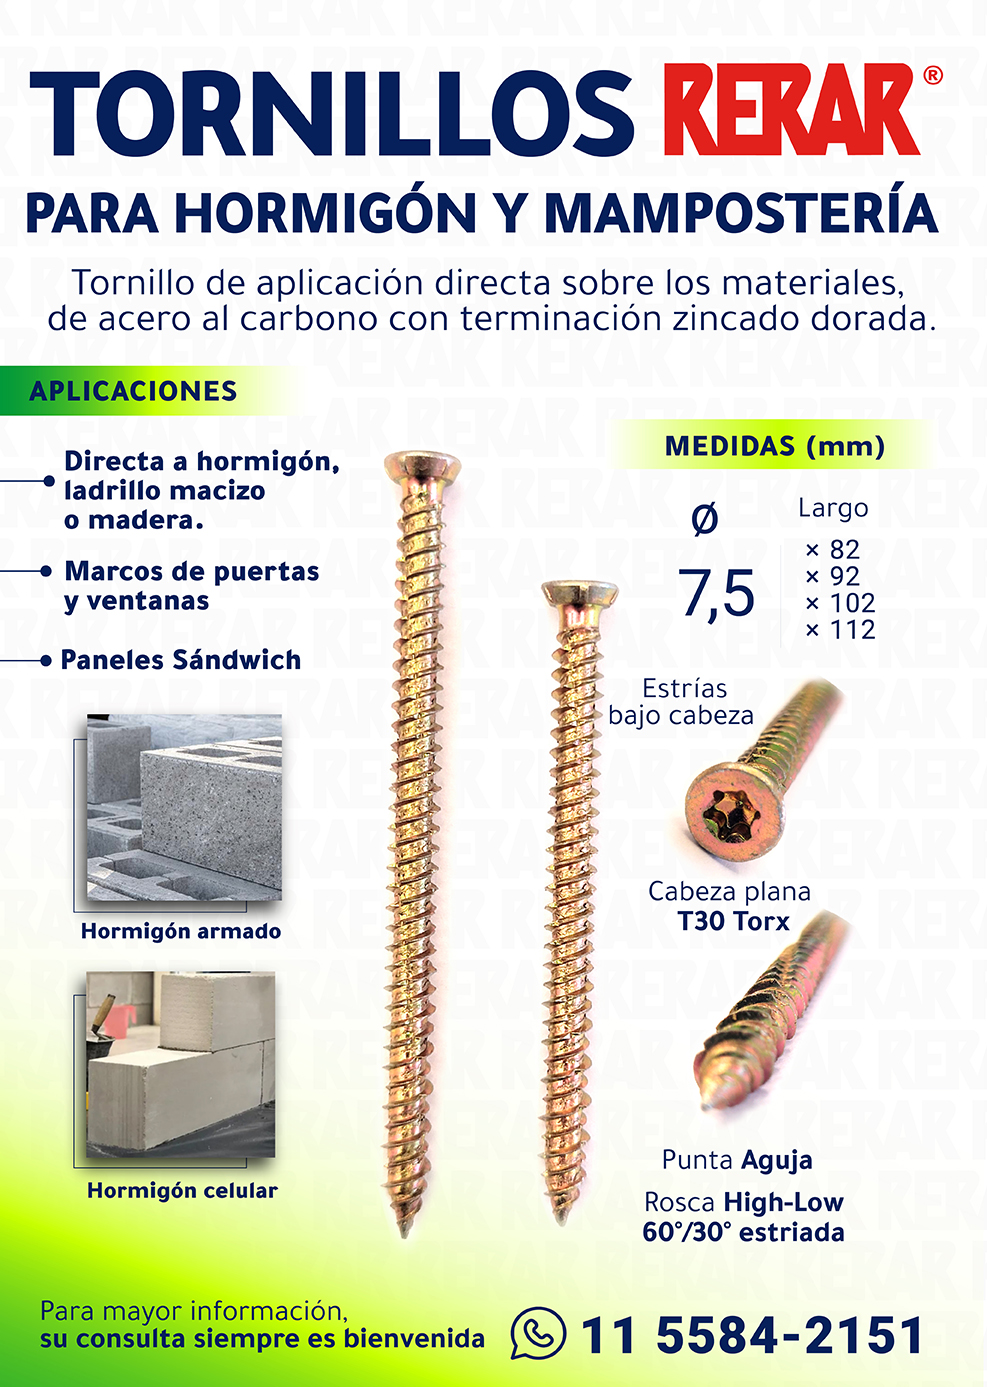 TORNILLOS RERAR®
PARA HORMIGÓN Y MAMPOSTERÍA
Tornillo de aplicación directa sobre los materiales,
de acero al carbono con terminación zincado dorada.
APLICACIONES
Directa a hormigón,
ladrillo macizo
o madera.
Marcos de puertas
y ventanas
Paneles Sándwich
Hormigón armado
Hormigón celular
MEDIDAS (mm)
Ø
Largo
7,5
× 82
× 92
× 102
× 112
Estrías
bajo cabeza
Cabeza plana
T30 Torx
Punta Aguja
Rosca High-Low
60°/30° estriada
Para mayor información,
su consulta siempre es bienvenida
11 5584-2151